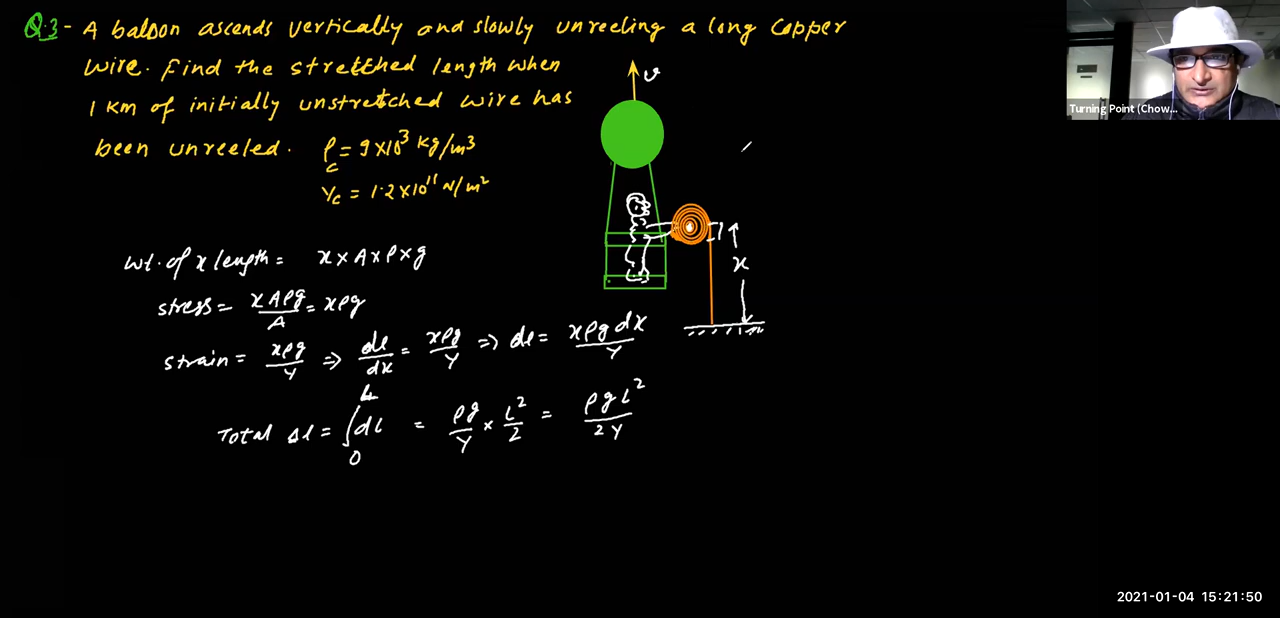 Q.3- A baloon ascends vertically and slowly unreeling a long copper
wire. Find the stretched length when
1 km of initially unstretched wire has
been unreeled. ρc = 9×10³ kg/m³
Yc = 1.2×10¹¹ N/m²
v
wt. of x length = x × A × ρ × g
x
stress = xAρg/A = xρg
strain = xρg/Y ⇒ dl/dx = xρg/Y ⇒ dl = xρg dx/Y
Total Δl = ∫₀ᴸ dl = ρg/Y × L²/2 = ρgL²/2Y
Turning Point (Chow...
2021-01-04 15:21:50